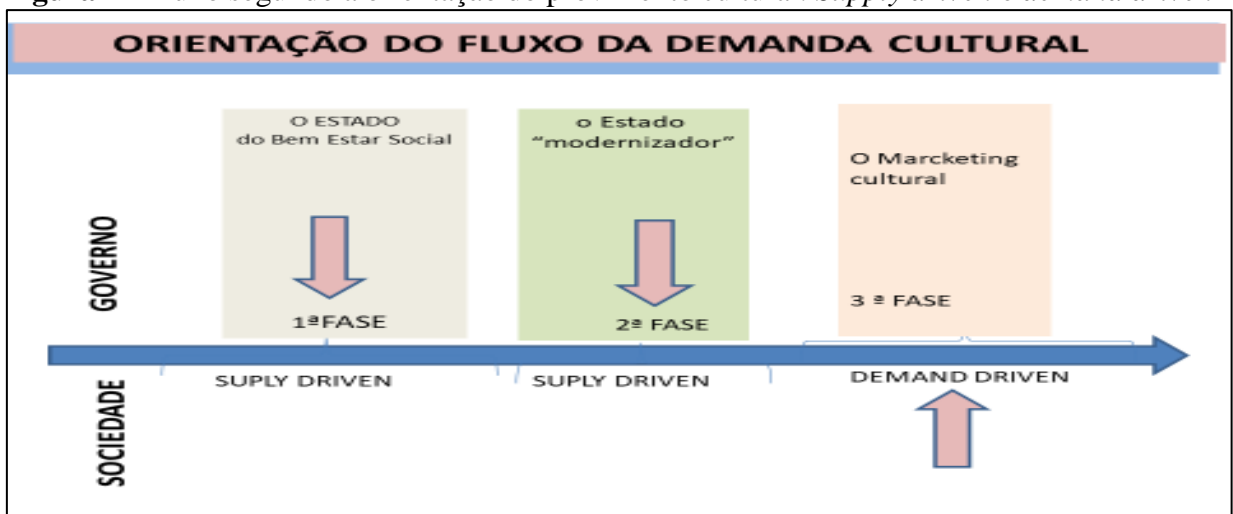 ORIENTAÇÃO DO FLUXO DA DEMANDA CULTURAL
O ESTADO
do Bem Estar Social
o Estado
“modernizador”
O Marcketing
cultural
GOVERNO
1ªFASE
2ª FASE
3 ª FASE
SOCIEDADE
SUPLY DRIVEN
SUPLY DRIVEN
DEMAND DRIVEN